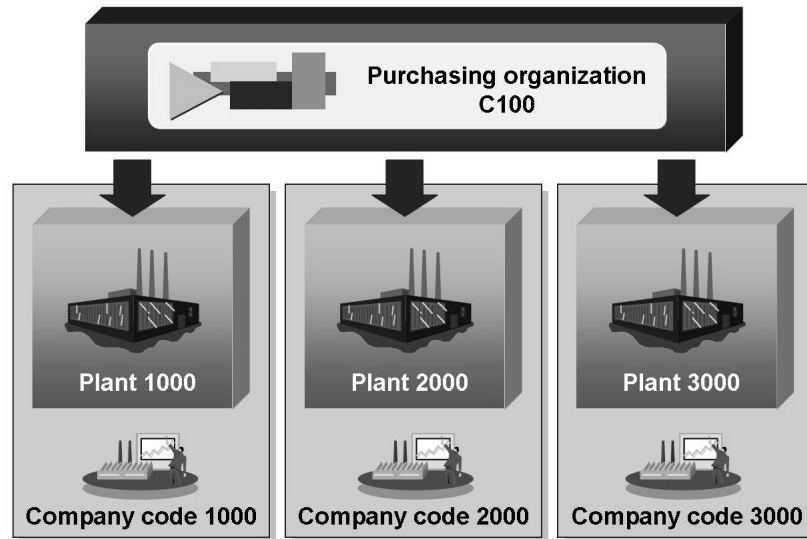 Purchasing organization
C100
Plant 1000
Plant 2000
Plant 3000
Company code 1000
Company code 2000
Company code 3000